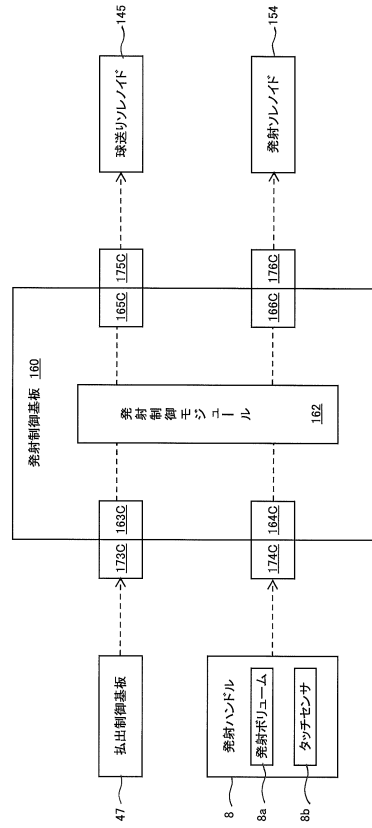 発射制御基板 160
払出制御基板
47
173C 163C
発射制御モジュール
162
165C 175C
球送りソレノイド
145
発射ハンドル
8
発射ボリューム
8a
タッチセンサ
8b
174C 164C
166C 176C
発射ソレノイド
154